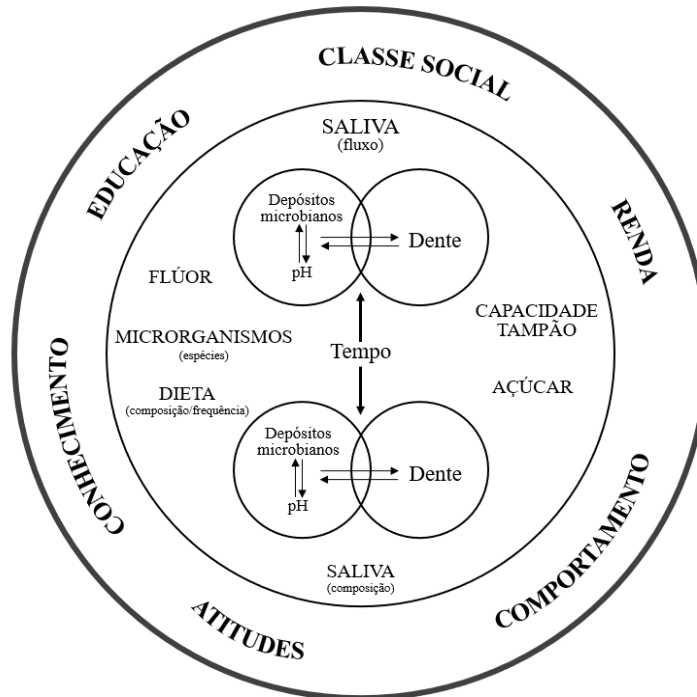 CLASSE SOCIAL
EDUCAÇÃO
RENDA
CONHECIMENTO
COMPORTAMENTO
ATITUDES
SALIVA
(fluxo)
Depósitos
microbianos
pH
Dente
FLÚOR
MICRORGANISMOS
(espécies)
DIETA
(composição/frequência)
Tempo
CAPACIDADE
TAMPÃO
AÇÚCAR
Depósitos
microbianos
pH
Dente
SALIVA
(composição)